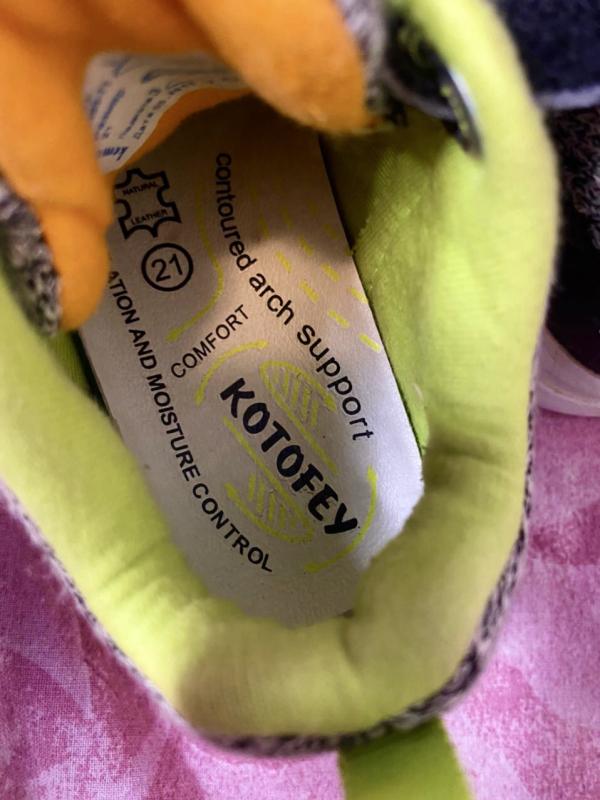 NATURAL
LEATHER
21
contoured arch support
COMFORT
KOTOFEY
ATION AND MOISTURE CONTROL